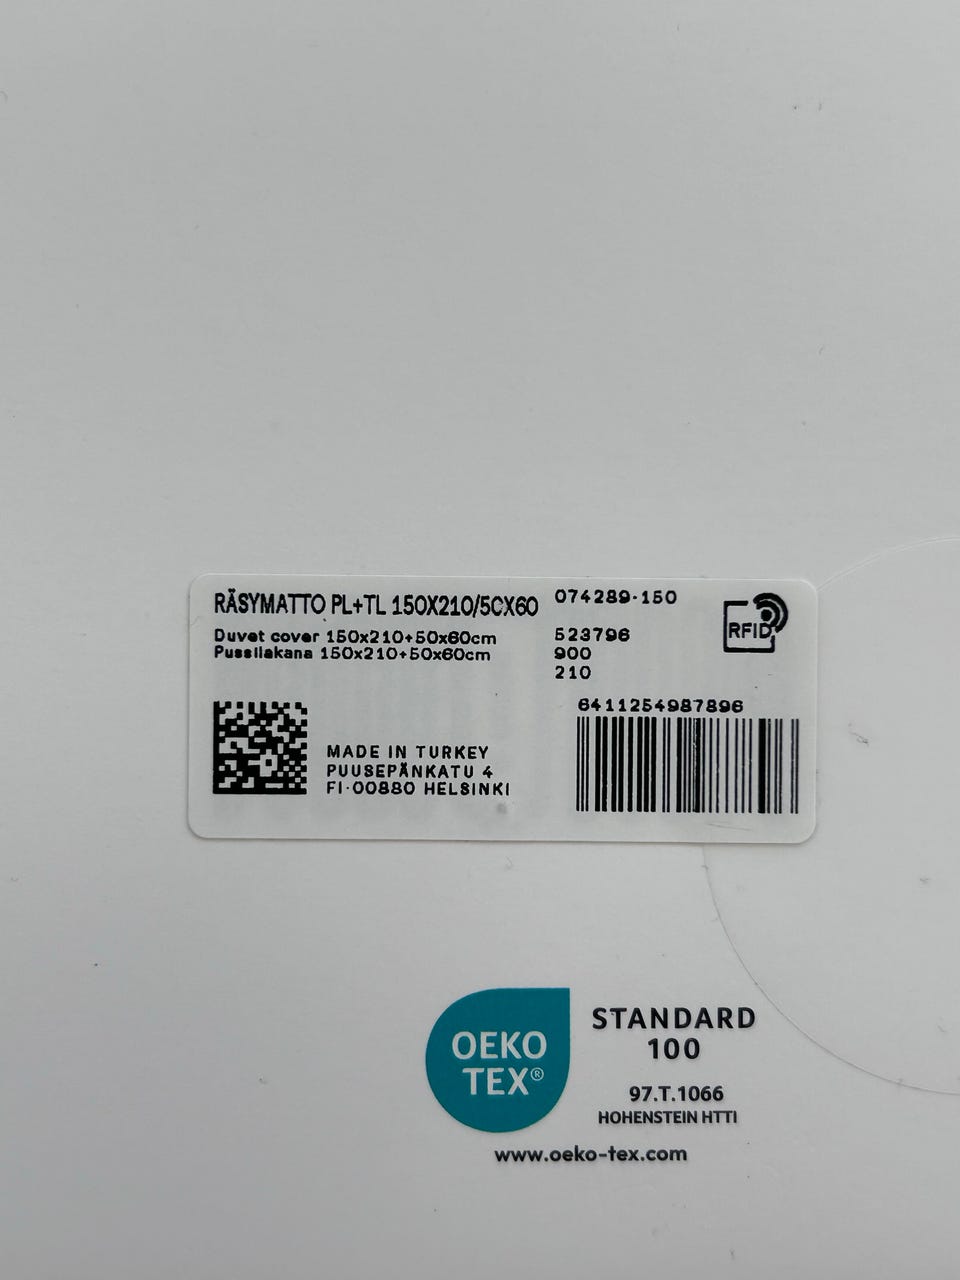 RÄSYMATTO PL+TL 150X210/50X60
Duvet cover 150x210+50x60cm
Pussilakana 150x210+50x60cm
074289-150
523796
900
210
RFID
6411254987896
MADE IN TURKEY
PUUSEPÄNKATU 4
FI-00880 HELSINKI
OEKO
TEX®
STANDARD
100
97.T.1066
HOHENSTEIN HTTI
www.oeko-tex.com